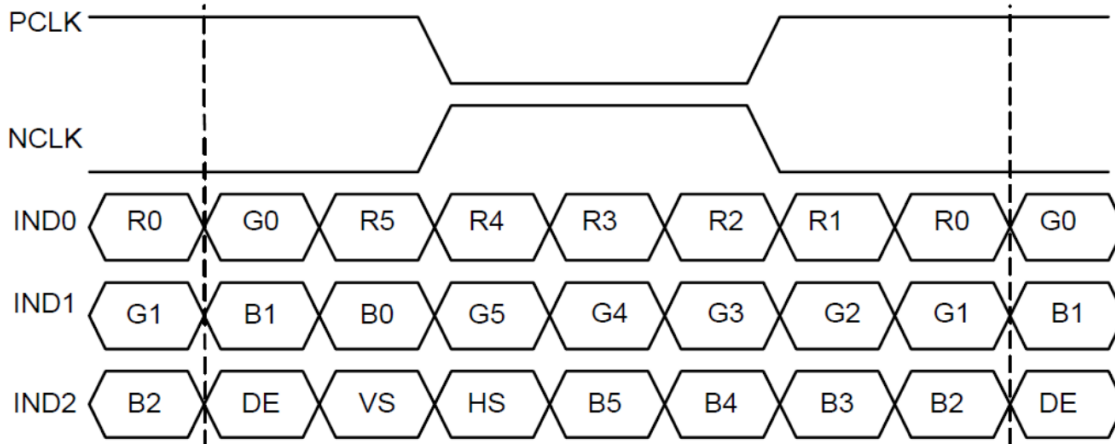 PCLK
NCLK
IND0 R0 G0 R5 R4 R3 R2 R1 R0 G0
IND1 G1 B1 B0 G5 G4 G3 G2 G1 B1
IND2 B2 DE VS HS B5 B4 B3 B2 DE